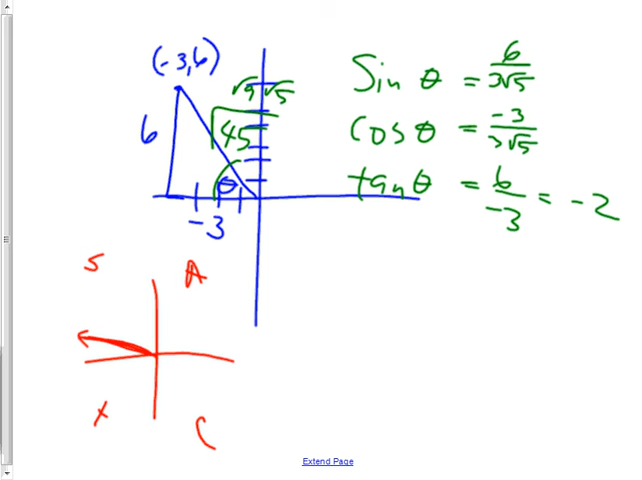 (-3,6)
6
√9 √5
√45
θ
-3
Sin θ = 6/3√5
cos θ = -3/3√5
tan θ = 6/-3 = -2
S A
C
Extend Page